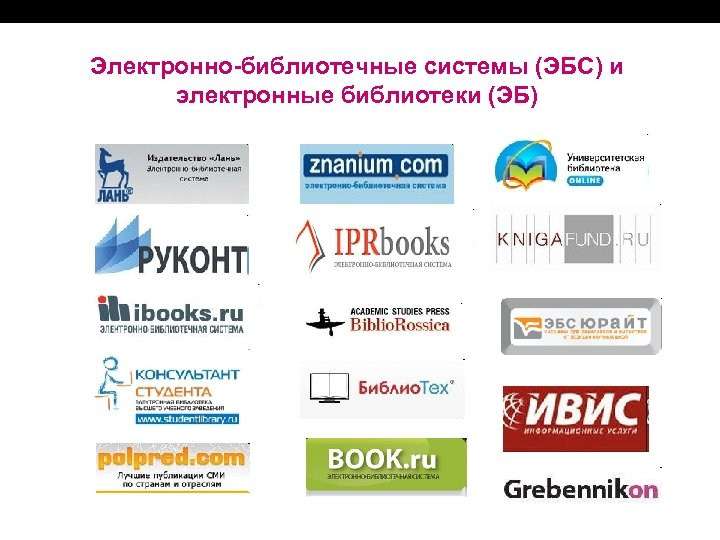 Электронно-библиотечные системы (ЭБС) и
электронные библиотеки (ЭБ)
Издательство «Лань»
Электронно-библиотечная
система
ЛАНЬ®
znanium.com
электронно-библиотечная система
Университетская
библиотека
ONLINE
РУКОНТ
IPRbooks
ЭЛЕКТРОННО-БИБЛИОТЕЧНАЯ СИСТЕМА
KNIGAFUND.RU
ibooks.ru
ЭЛЕКТРОННО-БИБЛИОТЕЧНАЯ СИСТЕМА
ACADEMIC STUDIES PRESS
BiblioRossica
ЭБС ЮРАЙТ
КОНСУЛЬТАНТ
СТУДЕНТА
ЭЛЕКТРОННАЯ БИБЛИОТЕКА
ВЫСШЕГО УЧЕБНОГО ЗАВЕДЕНИЯ
www.studentlibrary.ru
БиблиоТех®
ИВИС
ИНФОРМАЦИОННЫЕ УСЛУГИ
polpred.com
Лучшие публикации СМИ
по странам и отраслям
BOOK.ru
ЭЛЕКТРОННО-БИБЛИОТЕЧНАЯ СИСТЕМА
Grebennikon